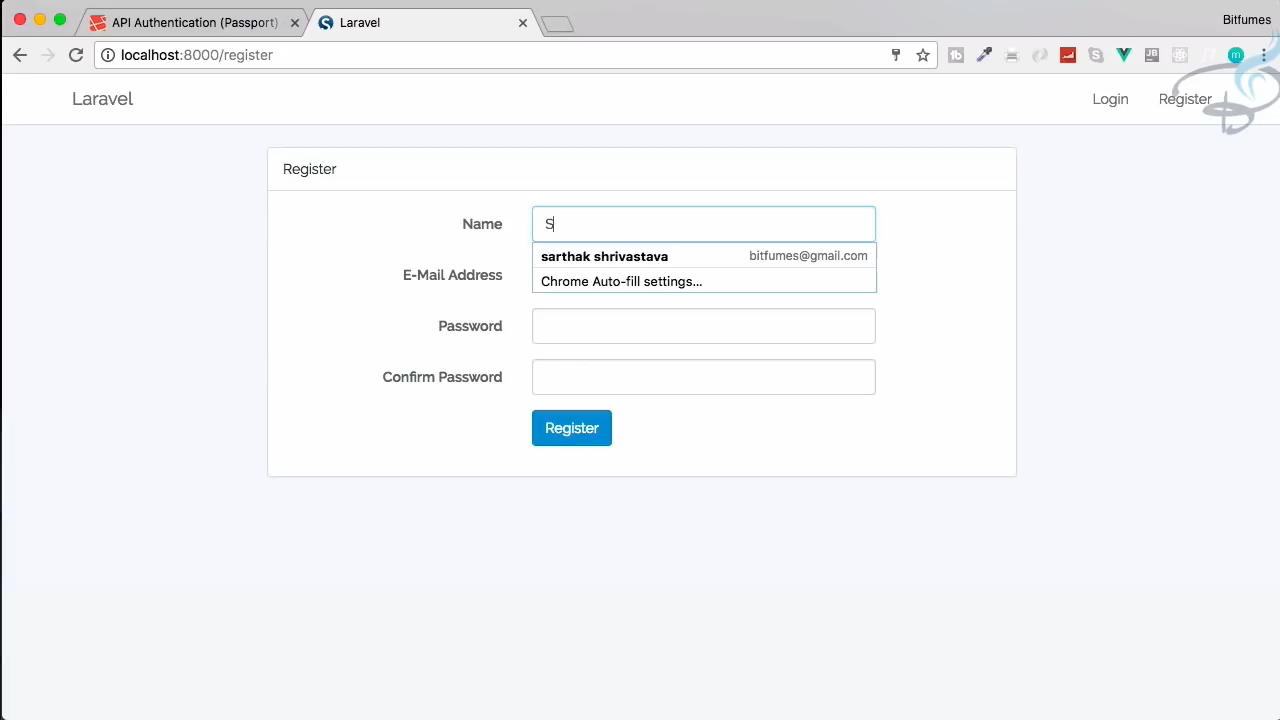 API Authentication (Passport)
Laravel
Bitfumes
localhost:8000/register
Laravel
Login
Register
Register
Name
S
sarthak shrivastava
bitfumes@gmail.com
Chrome Auto-fill settings...
E-Mail Address
Password
Confirm Password
Register